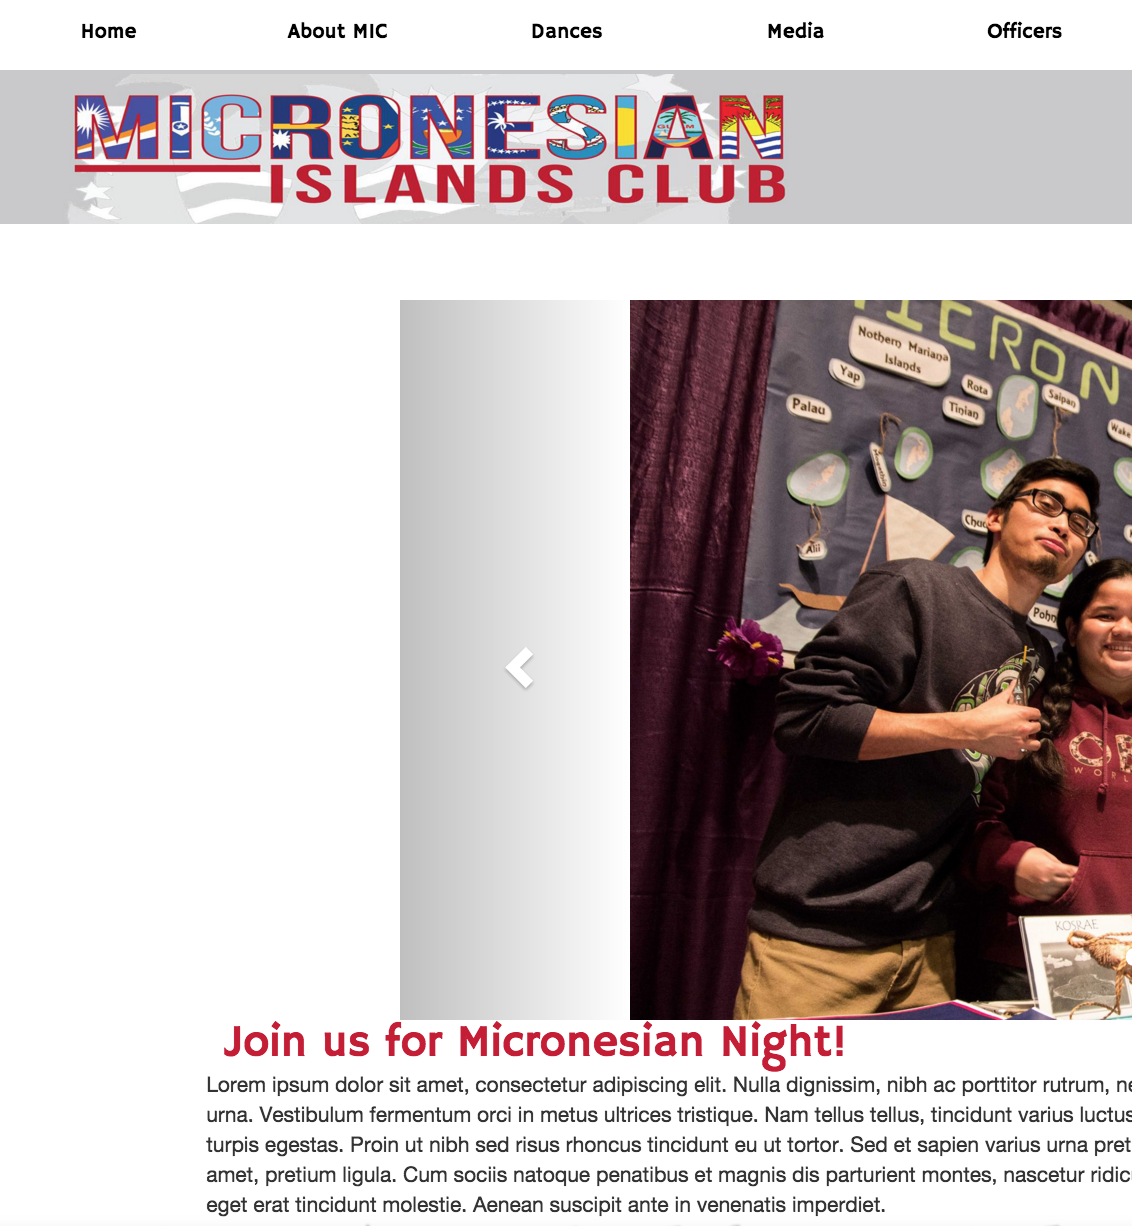 Home About MIC Dances Media Officers
MICRONESIAN
ISLANDS CLUB
MICRON
Nothern Mariana
Islands
Yap
Rota
Saipan
Palau
Tinian
Wake
Alii
KOSRAE
Join us for Micronesian Night!
Lorem ipsum dolor sit amet, consectetur adipiscing elit. Nulla dignissim, nibh ac porttitor rutrum, ne
urna. Vestibulum fermentum orci in metus ultrices tristique. Nam tellus tellus, tincidunt varius luctus
turpis egestas. Proin ut nibh sed risus rhoncus tincidunt eu ut tortor. Sed et sapien varius urna pret
amet, pretium ligula. Cum sociis natoque penatibus et magnis dis parturient montes, nascetur ridicu
eget erat tincidunt molestie. Aenean suscipit ante in venenatis imperdiet.